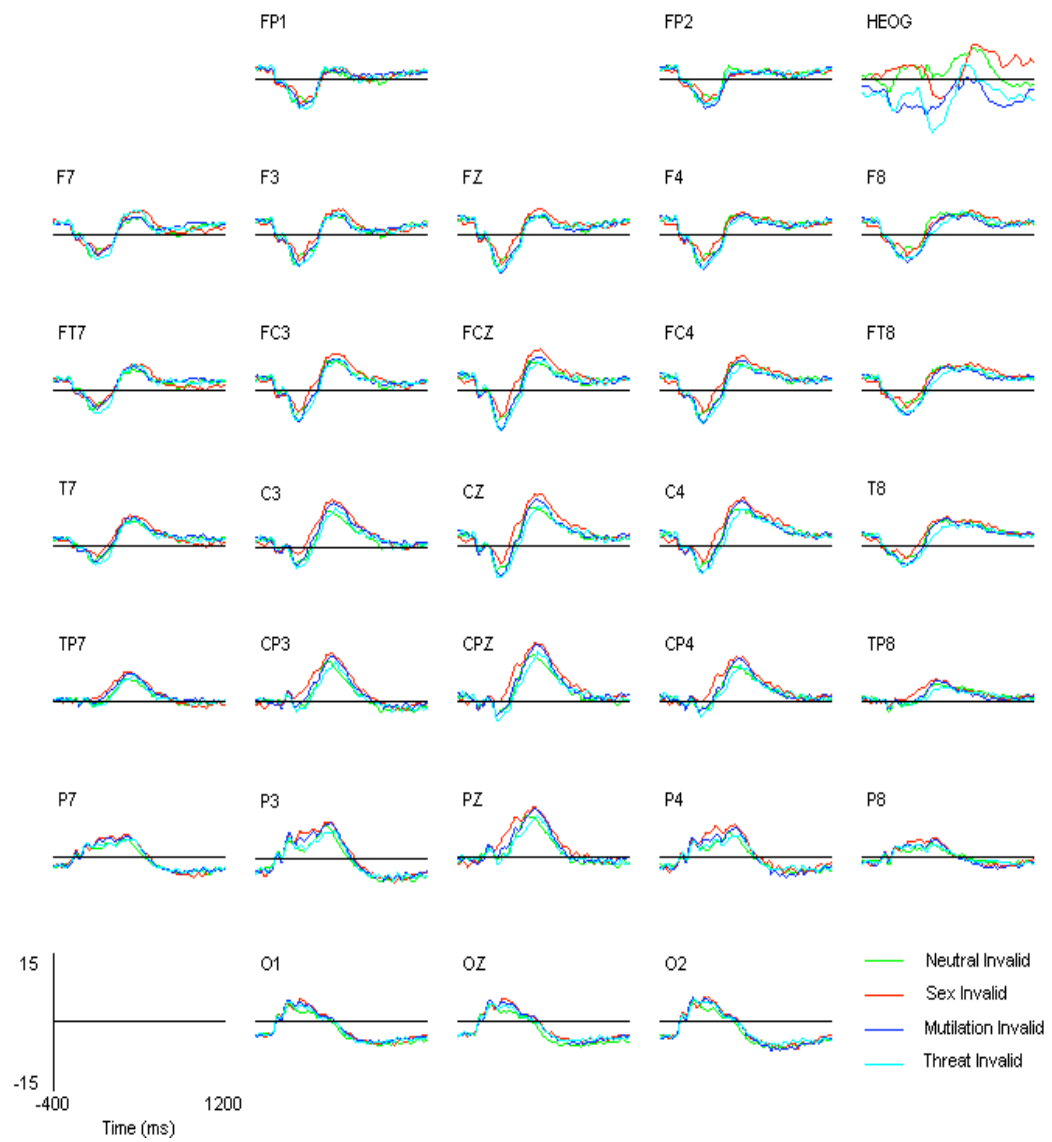 FP1 FP2 HEOG
F7 F3 FZ F4 F8
FT7 FC3 FCZ FC4 FT8
T7 C3 CZ C4 T8
TP7 CP3 CPZ CP4 TP8
P7 P3 PZ P4 P8
O1 OZ O2
15
-15
-400 1200
Time (ms)
Neutral Invalid
Sex Invalid
Mutilation Invalid
Threat Invalid